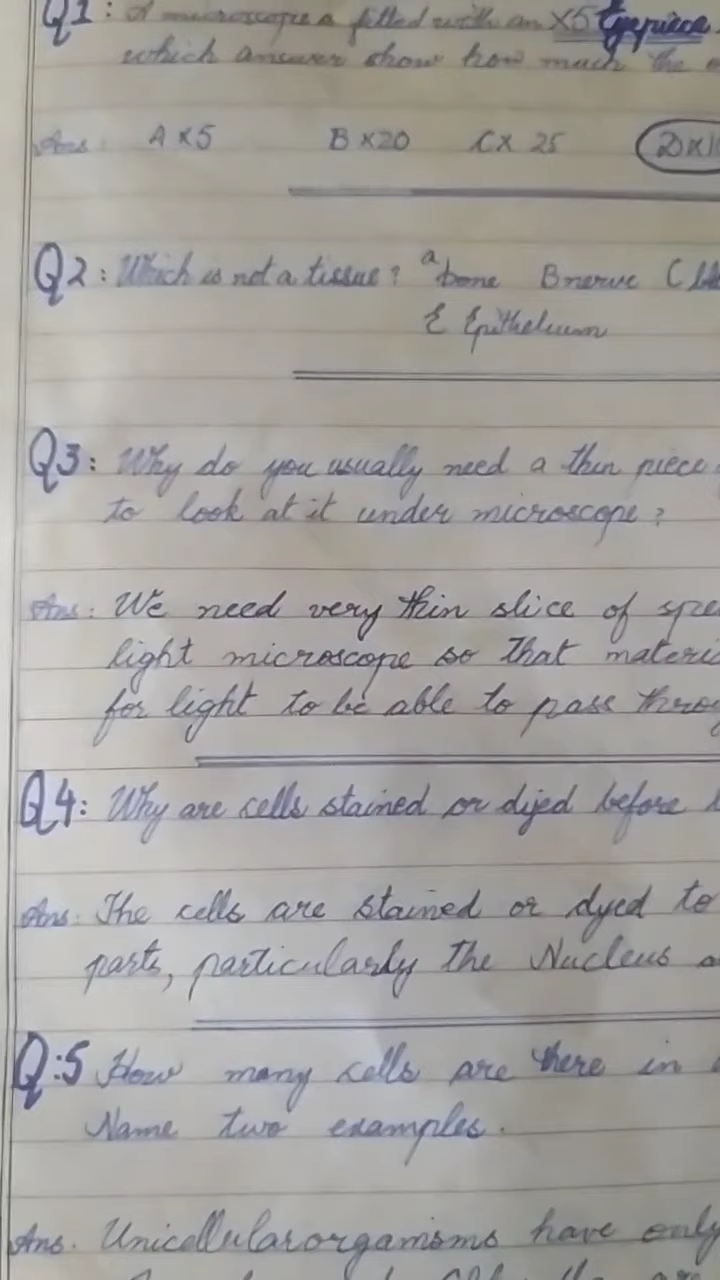 Q1: A microscope a fitted with an X5 Eyepiece
which answer show how much the
Ans: A X5 B X20 C X 25
Q2: Which is not a tissue? a bone B nerve C
E Epithelium
Q3: Why do you usually need a thin piece
to look at it under microscope?
Ans: We need very thin slice of spe
light microscope so that materi
for light to be able to pass throu
Q4: Why are cells stained or dyed before
Ans: The cells are stained or dyed to
parts, particularly the Nucleus
Q:5 How many cells are there in
Name two examples.
Ans. Unicellular organisms have only